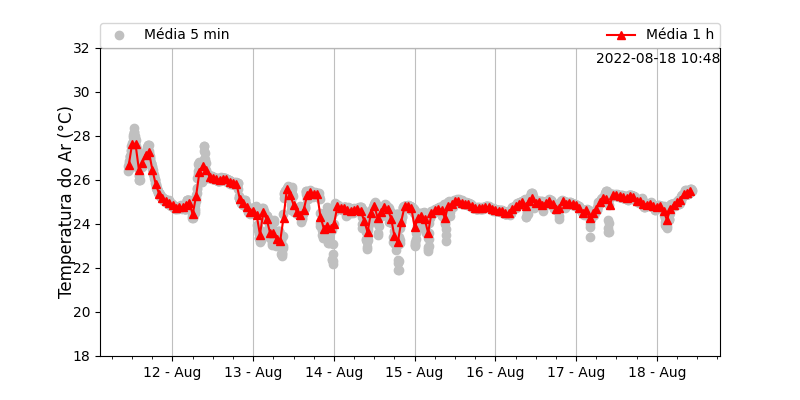 Média 5 min
Média 1 h
2022-08-18 10:48
Temperatura do Ar (°C)
32
30
28
26
24
22
20
18
12 - Aug
13 - Aug
14 - Aug
15 - Aug
16 - Aug
17 - Aug
18 - Aug